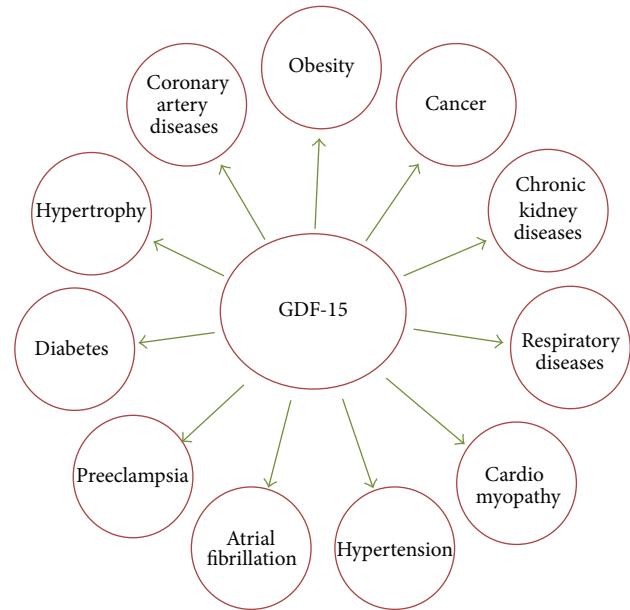 Obesity
Cancer
Chronic
kidney
diseases
Respiratory
diseases
Cardio
myopathy
Hypertension
Atrial
fibrillation
Preeclampsia
Diabetes
Hypertrophy
Coronary
artery
diseases
GDF-15